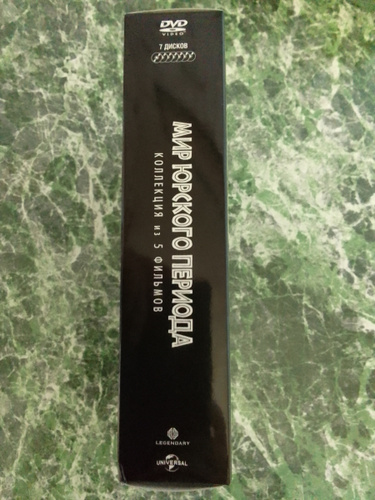 DVD
VIDEO
7 ДИСКОВ
МИР ЮРСКОГО ПЕРИОДА
КОЛЛЕКЦИЯ из 5 ФИЛЬМОВ
LEGENDARY
UNIVERSAL